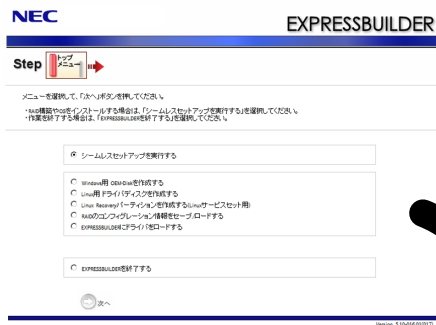 NEC
EXPRESSBUILDER
Step
トップ
メニュー
メニューを選択して、「次へ」ボタンを押してください。
・RAID構築やOSをインストールする場合は、「シームレスセットアップを実行する」を選択してください。
・作業を終了する場合は、「EXPRESSBUILDERを終了する」を選択してください。
シームレスセットアップを実行する
Windows用 OEM-Diskを作成する
Linux用 ドライバディスクを作成する
Linux Recoveryパーティションを作成する(Linuxサービスセット用)
RAIDのコンフィグレーション情報をセーブ/ロードする
EXPRESSBUILDERにドライバをロードする
EXPRESSBUILDERを終了する
次へ